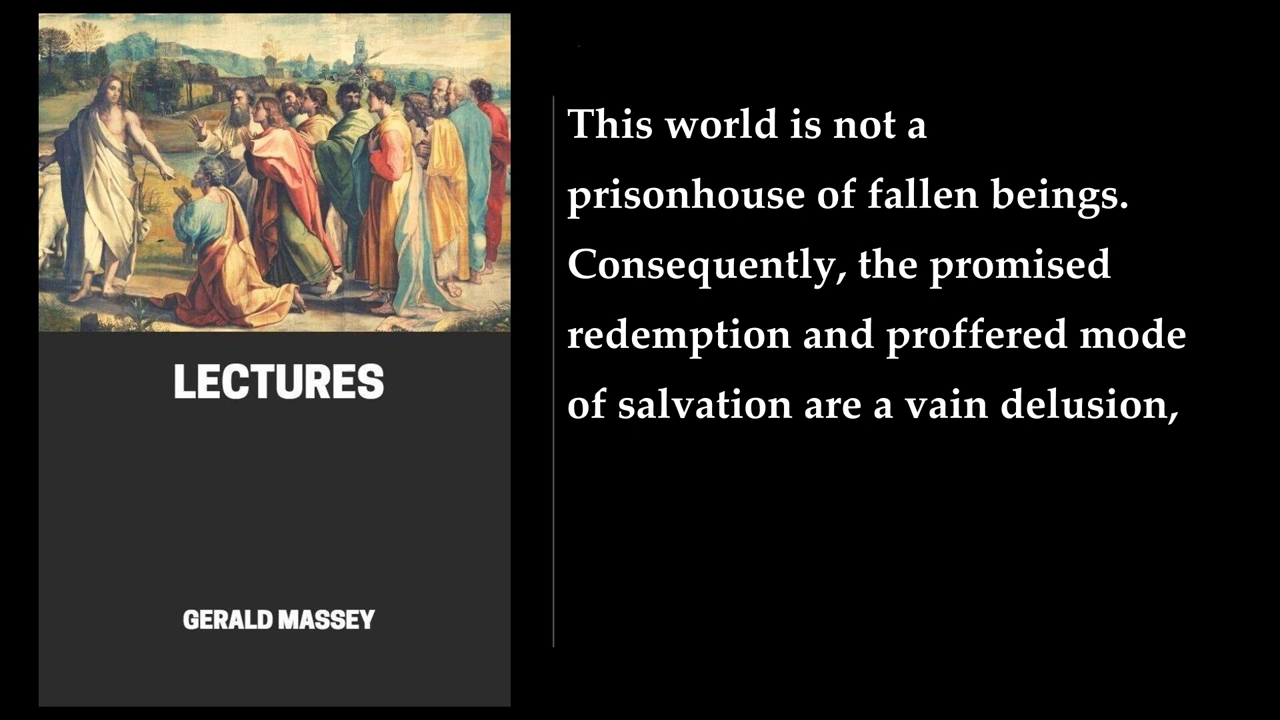 LECTURES
GERALD MASSEY
This world is not a
prisonhouse of fallen beings.
Consequently, the promised
redemption and proffered mode
of salvation are a vain delusion,